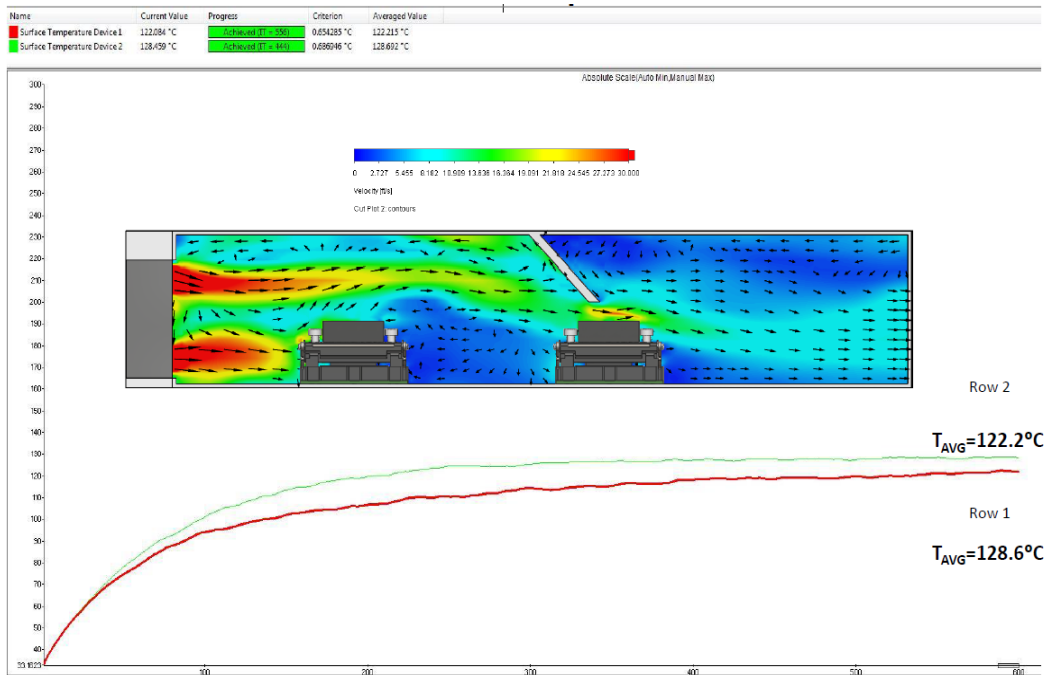 Name Current Value Progress Criterion Averaged Value
Surface Temperature Device 1 122.084 °C Achieved (IT = 556) 0.654285 °C 122.215 °C
Surface Temperature Device 2 128.459 °C Achieved (IT = 444) 0.686946 °C 128.692 °C
Absolute Scale(Auto Min,Manual Max)
300
290
280
270
260
250
240
230
220
210
200
190
180
170
160
150
140
130
120
110
100
90
80
70
60
50
40
0 2.727 5.455 8.182 10.909 13.636 16.364 19.091 21.818 24.545 27.273 30.000
Velocity [ft/s]
Cut Plot 2: contours
Row 2
TAVG=122.2°C
Row 1
TAVG=128.6°C
100 200 300 400 500 600